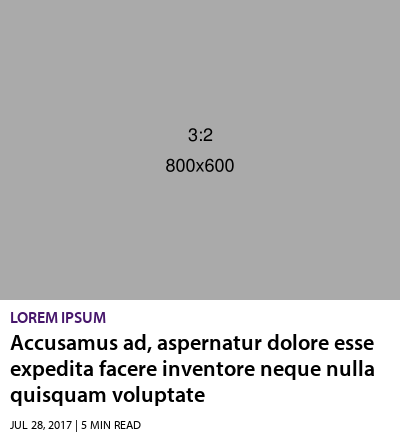 3:2
800x600
LOREM IPSUM
Accusamus ad, aspernatur dolore esse
expedita facere inventore neque nulla
quisquam voluptate
JUL 28, 2017 | 5 MIN READ